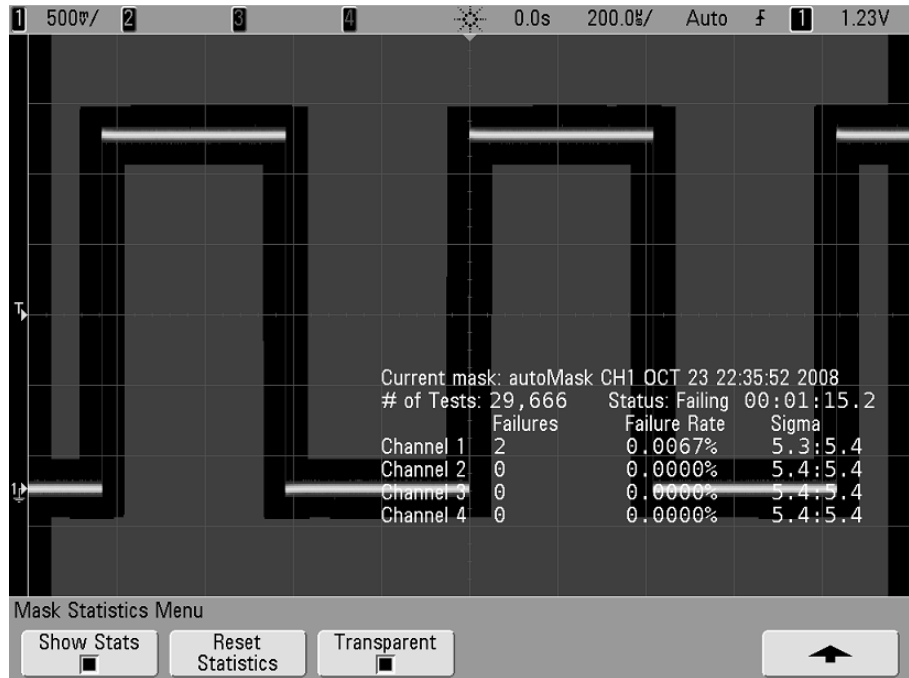 1 500mV/ 2 3 4 0.0s 200.0µs/ Auto 1 1.23V
T
Current mask: autoMask CH1 OCT 23 22:35:52 2008
# of Tests: 29,666 Status: Failing 00:01:15.2
Failures Failure Rate Sigma
Channel 1 2 0.0067% 5.3:5.4
Channel 2 0 0.0000% 5.4:5.4
1
Channel 3 0 0.0000% 5.4:5.4
Channel 4 0 0.0000% 5.4:5.4
Mask Statistics Menu
Show Stats Reset Statistics Transparent